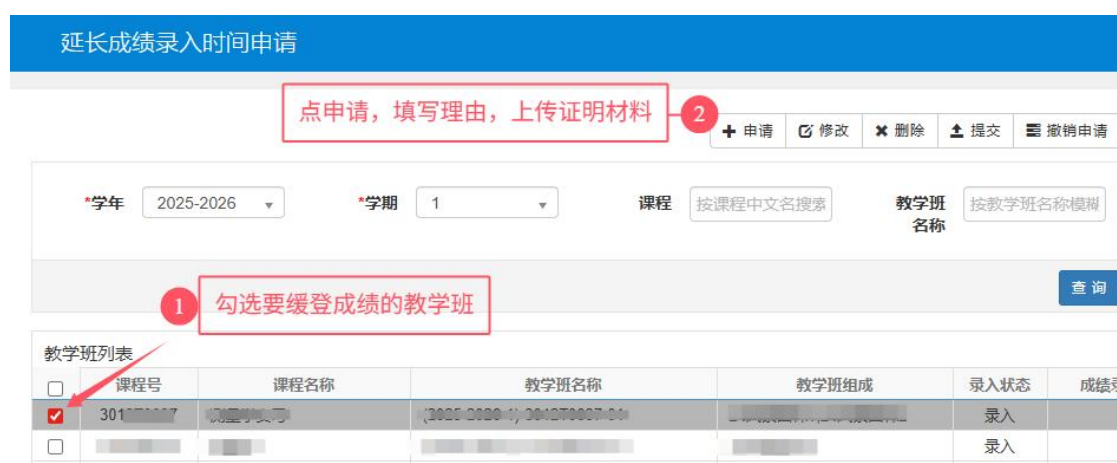 延长成绩录入时间申请
点申请，填写理由，上传证明材料
2
申请 修改 删除 提交 撤销申请
*学年 2025-2026 *学期 1 课程 按课程中文名搜索 教学班名称 按教学班名称模糊
查询
1
勾选要缓登成绩的教学班
教学班列表
课程号 课程名称 教学班名称 教学班组成 录入状态 成绩录
301 录入
录入